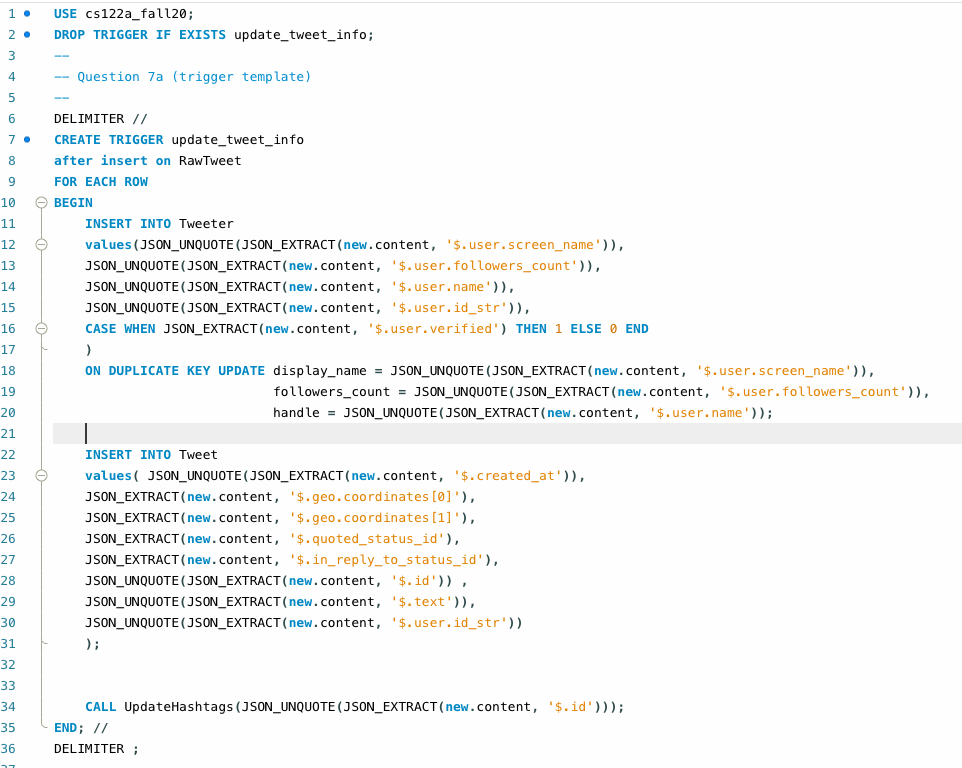 1 USE cs122a_fall20;
2 DROP TRIGGER IF EXISTS update_tweet_info;
3 --
4 -- Question 7a (trigger template)
5 --
6 DELIMITER //
7 CREATE TRIGGER update_tweet_info
8 after insert on RawTweet
9 FOR EACH ROW
10 BEGIN
11 INSERT INTO Tweeter
12 values(JSON_UNQUOTE(JSON_EXTRACT(new.content, '$.user.screen_name')),
13 JSON_UNQUOTE(JSON_EXTRACT(new.content, '$.user.followers_count')),
14 JSON_UNQUOTE(JSON_EXTRACT(new.content, '$.user.name')),
15 JSON_UNQUOTE(JSON_EXTRACT(new.content, '$.user.id_str')),
16 CASE WHEN JSON_EXTRACT(new.content, '$.user.verified') THEN 1 ELSE 0 END
17 )
18 ON DUPLICATE KEY UPDATE display_name = JSON_UNQUOTE(JSON_EXTRACT(new.content, '$.user.screen_name')),
19 followers_count = JSON_UNQUOTE(JSON_EXTRACT(new.content, '$.user.followers_count')),
20 handle = JSON_UNQUOTE(JSON_EXTRACT(new.content, '$.user.name'));
21
22 INSERT INTO Tweet
23 values( JSON_UNQUOTE(JSON_EXTRACT(new.content, '$.created_at')),
24 JSON_EXTRACT(new.content, '$.geo.coordinates[0]'),
25 JSON_EXTRACT(new.content, '$.geo.coordinates[1]'),
26 JSON_EXTRACT(new.content, '$.quoted_status_id'),
27 JSON_EXTRACT(new.content, '$.in_reply_to_status_id'),
28 JSON_UNQUOTE(JSON_EXTRACT(new.content, '$.id')) ,
29 JSON_UNQUOTE(JSON_EXTRACT(new.content, '$.text')),
30 JSON_UNQUOTE(JSON_EXTRACT(new.content, '$.user.id_str'))
31 );
32
33
34 CALL UpdateHashtags(JSON_UNQUOTE(JSON_EXTRACT(new.content, '$.id')));
35 END; //
36 DELIMITER ;